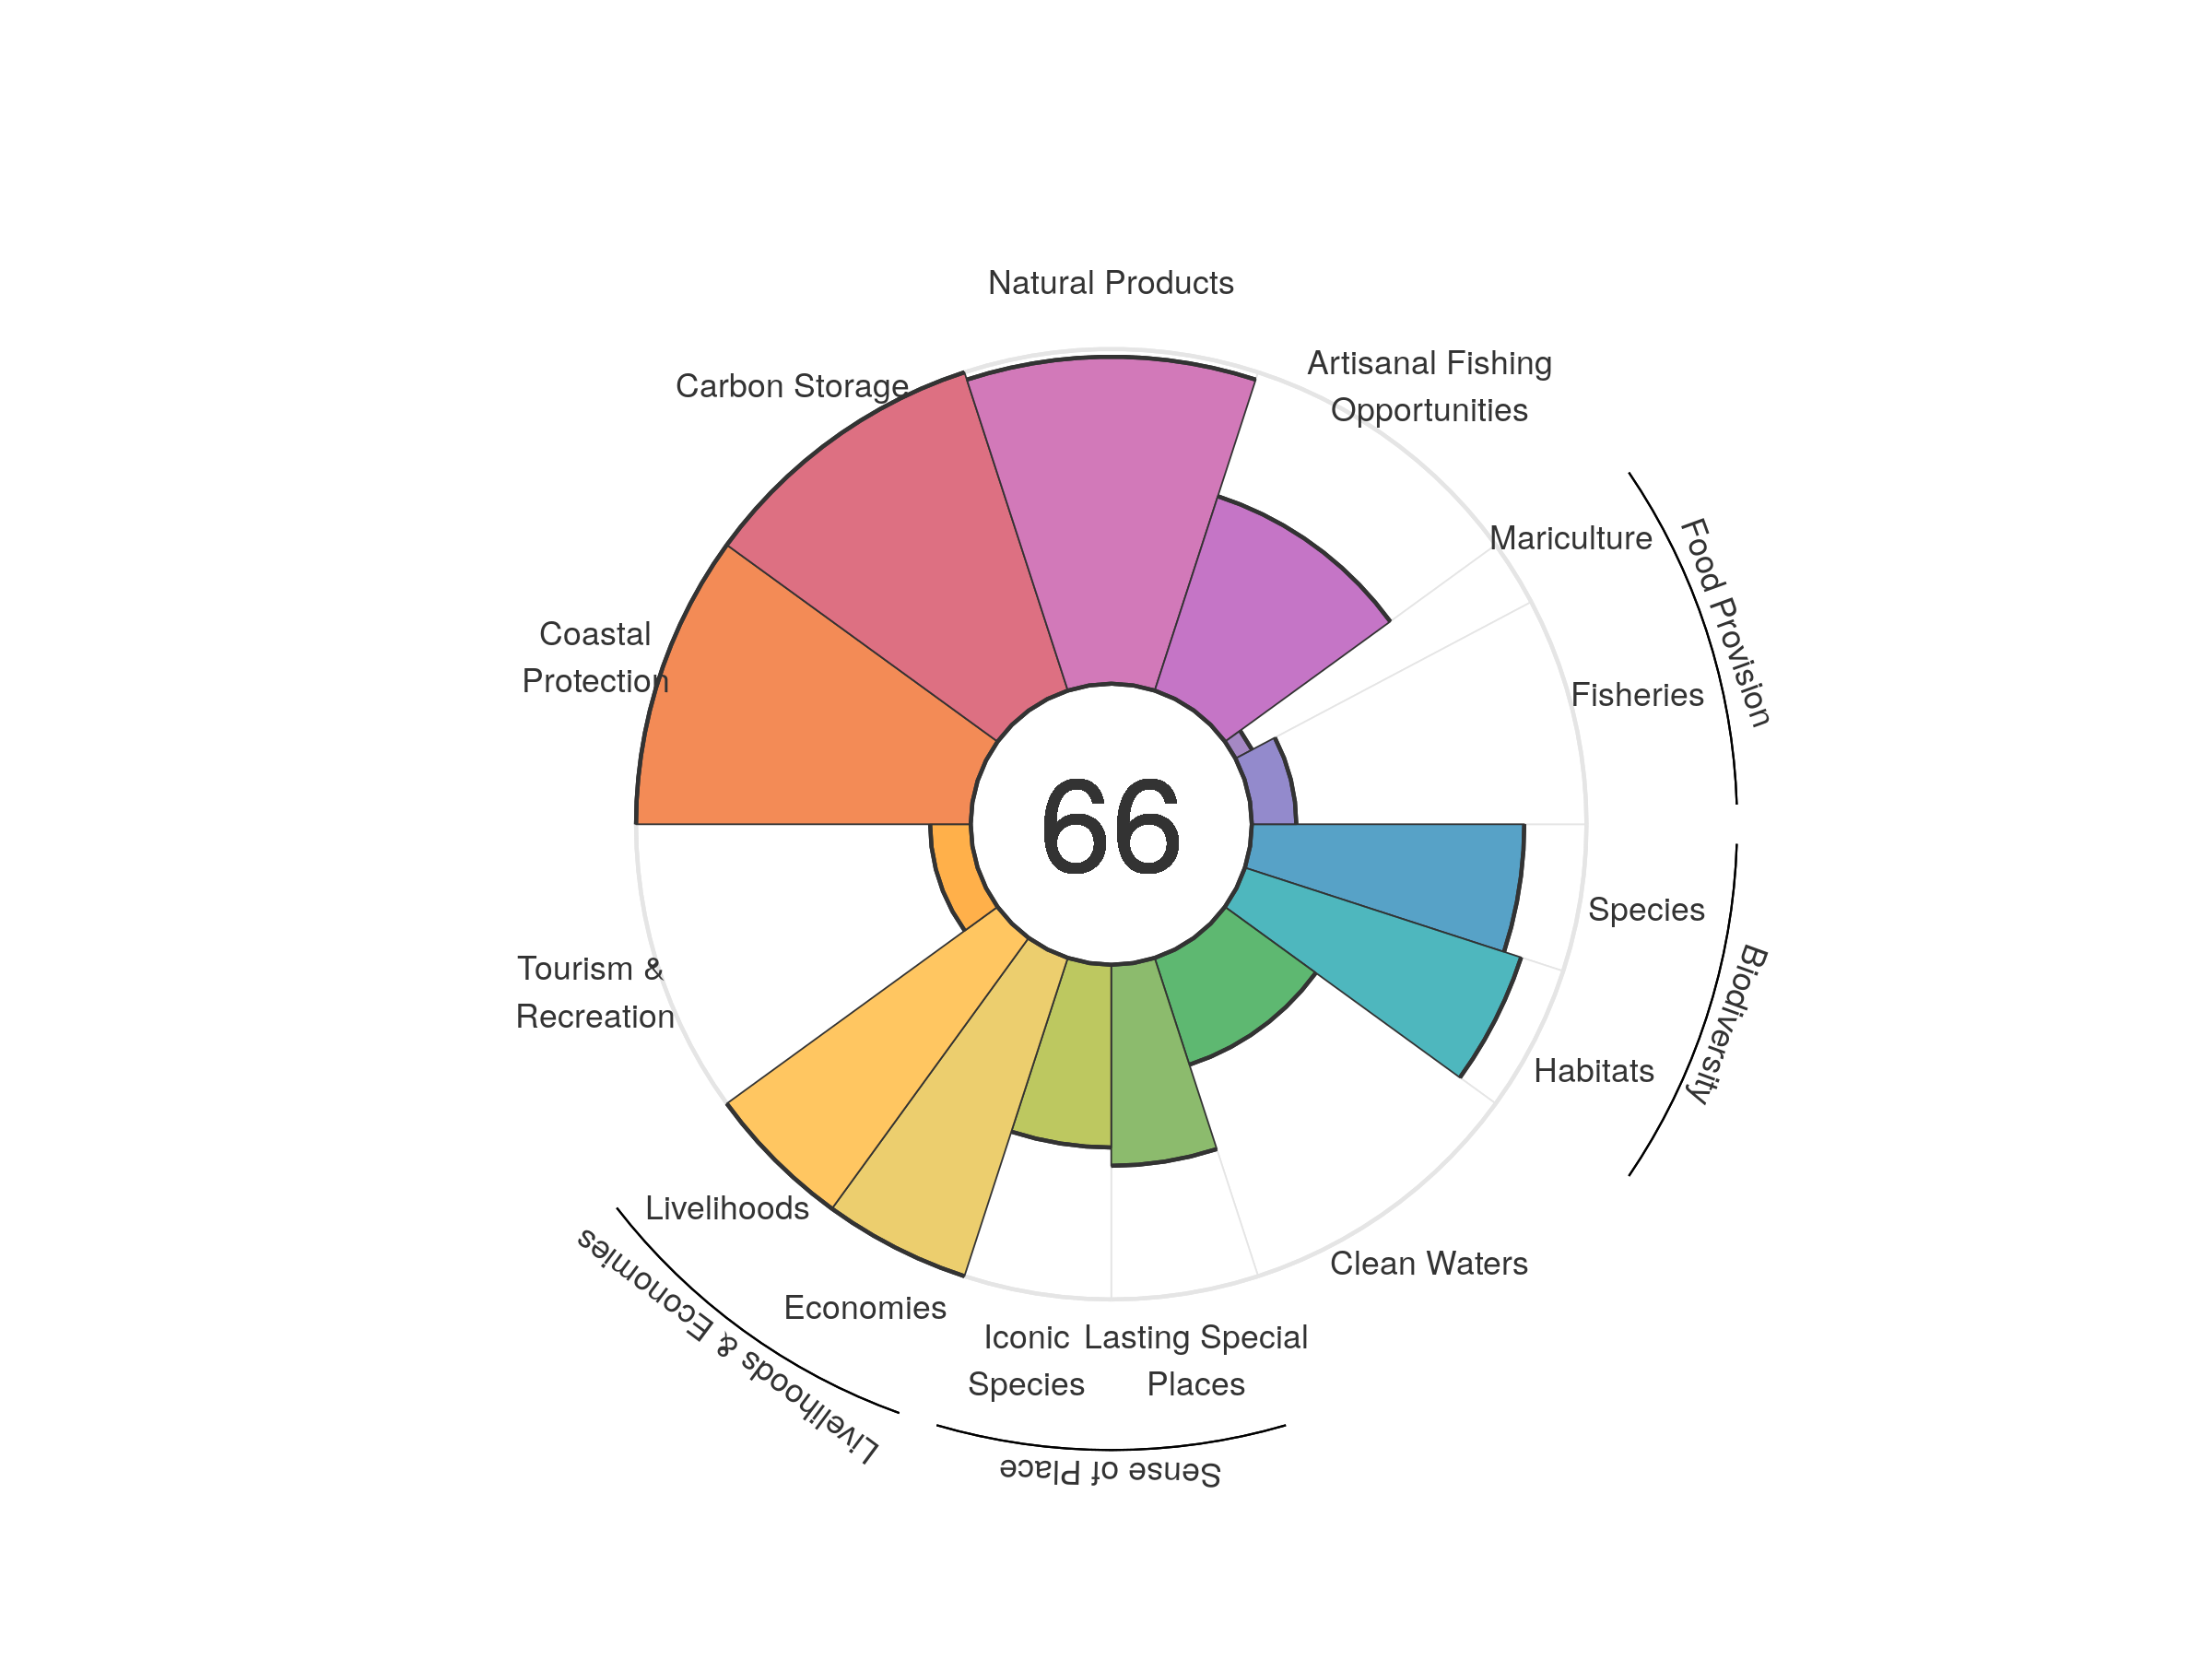 Natural Products
Artisanal Fishing
Opportunities
Carbon Storage
Mariculture
Food Provision
Coastal
Protection
Fisheries
66
Species
Biodiversity
Tourism &
Recreation
Habitats
Livelihoods
Clean Waters
Economies
Livelihoods & Economies
Iconic
Species
Lasting Special
Places
Sense of Place